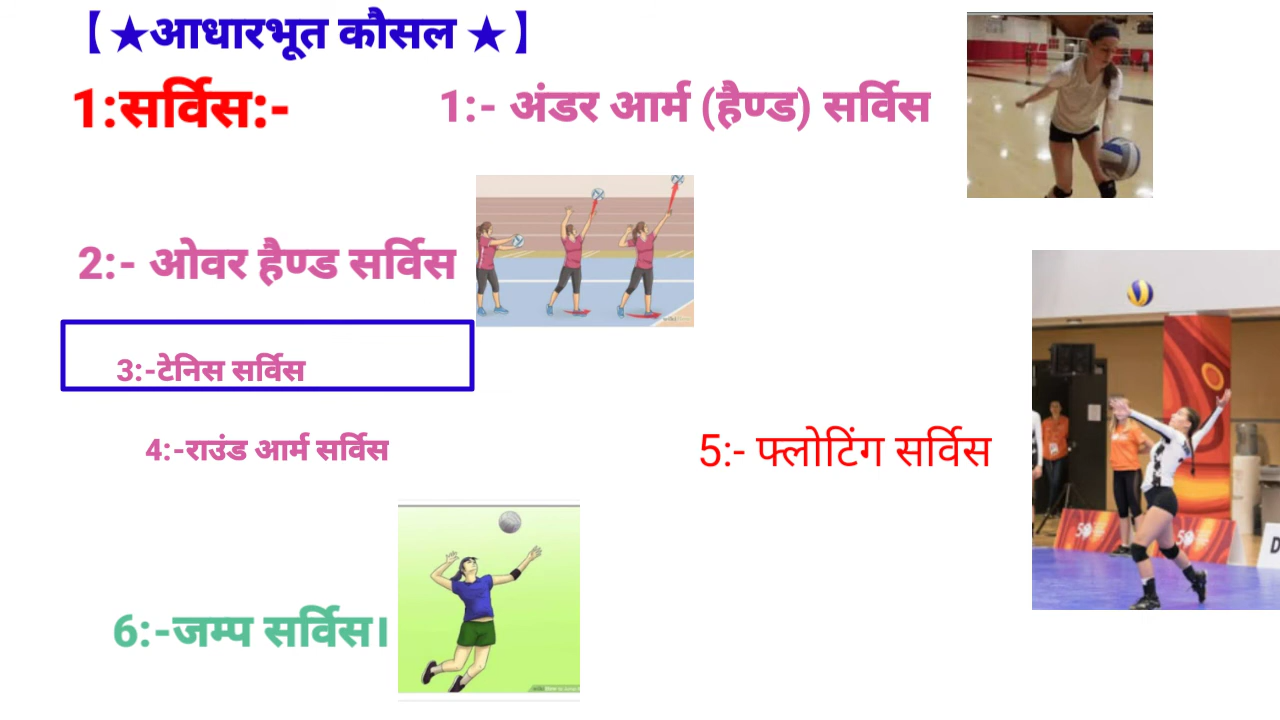 【★आधारभूत कौसल ★】
1:सर्विस:-
1:- अंडर आर्म (हैण्ड) सर्विस
2:- ओवर हैण्ड सर्विस
3:-टेनिस सर्विस
4:-राउंड आर्म सर्विस
5:- फ्लोटिंग सर्विस
6:-जम्प सर्विस।